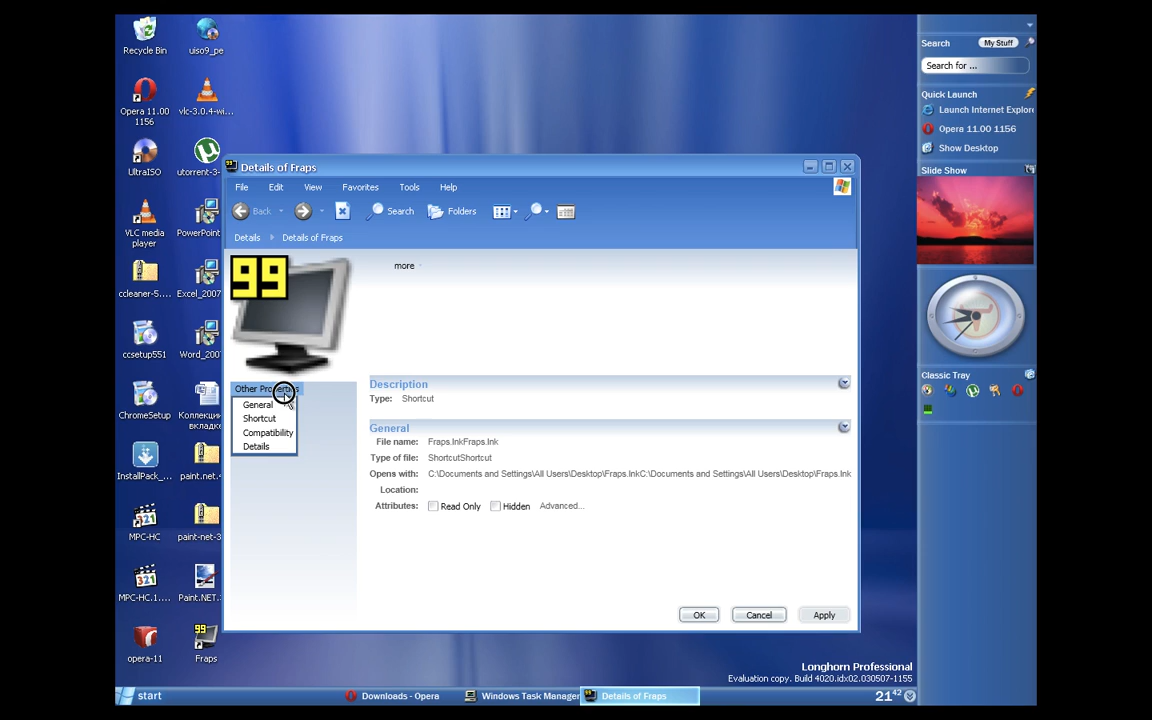 Recycle Bin
uiso9_pe
Opera 11.00
1156
vlc-3.0.4-wi...
UltraISO
utorrent-3-
VLC media
player
PowerPoint
ccleaner-5....
Excel_2007
ccsetup551
Word_200
ChromeSetup
Коллекци
вкладк
InstallPack_...
paint.net.
MPC-HC
paint-net-3
MPC-HC.1....
Paint.NET.
opera-11
Fraps
99
Details of Fraps
File Edit View Favorites Tools Help
Back Search Folders
Details Details of Fraps
99
more
Other Properties
General
Shortcut
Compatibility
Details
Description
Type: Shortcut
General
File name: Fraps.lnkFraps.lnk
Type of file: ShortcutShortcut
Opens with: C:\Documents and Settings\All Users\Desktop\Fraps.lnkC:\Documents and Settings\All Users\Desktop\Fraps.lnk
Location:
Attributes: Read Only Hidden Advanced...
OK Cancel Apply
Search My Stuff
Search for ...
Quick Launch
Launch Internet Explore
Opera 11.00 1156
Show Desktop
Slide Show
Classic Tray
Longhorn Professional
Evaluation copy. Build 4020.idx02.030507-1155
start
Downloads - Opera
Windows Task Manager
Details of Fraps
21 42